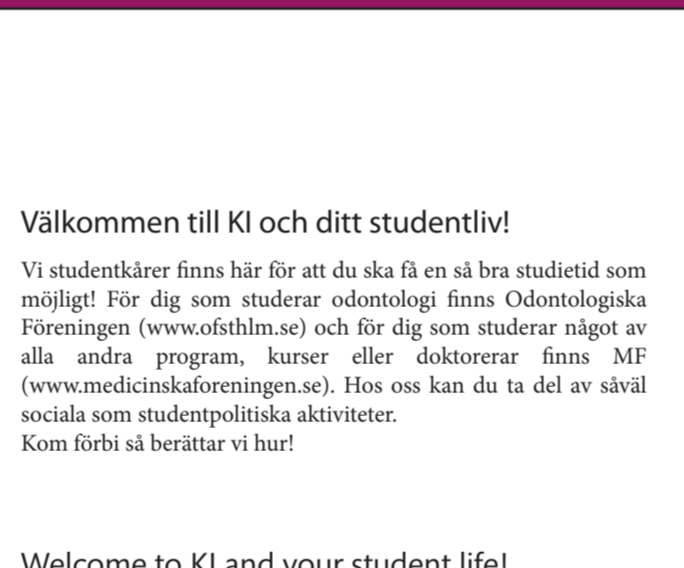 Välkommen till KI och ditt studentliv!
Vi studentkårer finns här för att du ska få en så bra studietid som
möjligt! För dig som studerar odontologi finns Odontologiska
Föreningen (www.ofsthlm.se) och för dig som studerar något av
alla andra program, kurser eller doktorerar finns MF
(www.medicinskaforeningen.se). Hos oss kan du ta del av såväl
sociala som studentpolitiska aktiviteter.
Kom förbi så berättar vi hur!
Welcome to KI and your student life!